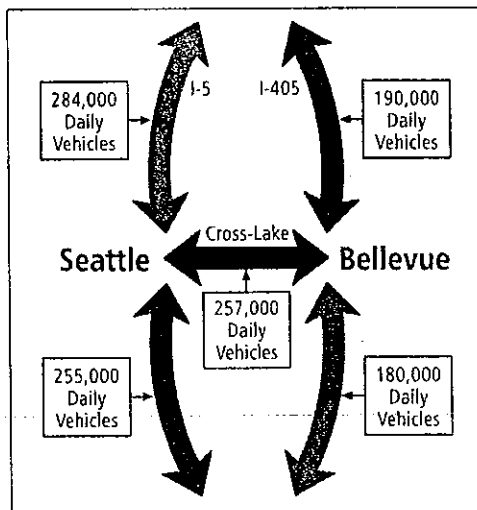 284,000
Daily
Vehicles
I-5
I-405
190,000
Daily
Vehicles
Cross-Lake
Seattle
Bellevue
257,000
Daily
Vehicles
255,000
Daily
Vehicles
180,000
Daily
Vehicles